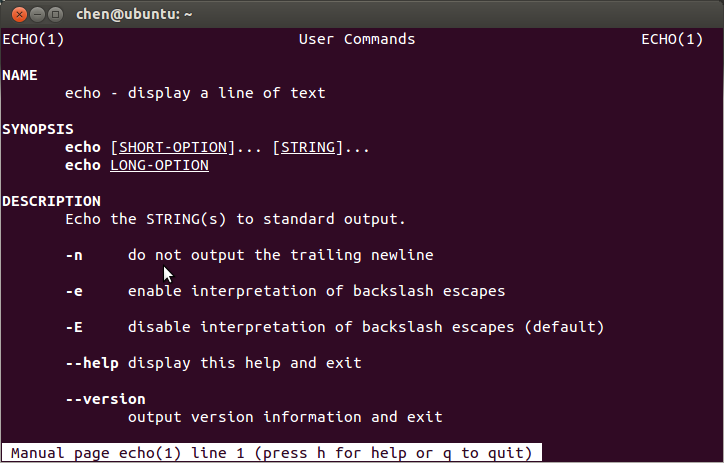 chen@ubuntu: ~
ECHO(1) User Commands ECHO(1)
NAME
echo - display a line of text
SYNOPSIS
echo [SHORT-OPTION]... [STRING]...
echo LONG-OPTION
DESCRIPTION
Echo the STRING(s) to standard output.
-n do not output the trailing newline
-e enable interpretation of backslash escapes
-E disable interpretation of backslash escapes (default)
--help display this help and exit
--version
output version information and exit
Manual page echo(1) line 1 (press h for help or q to quit)